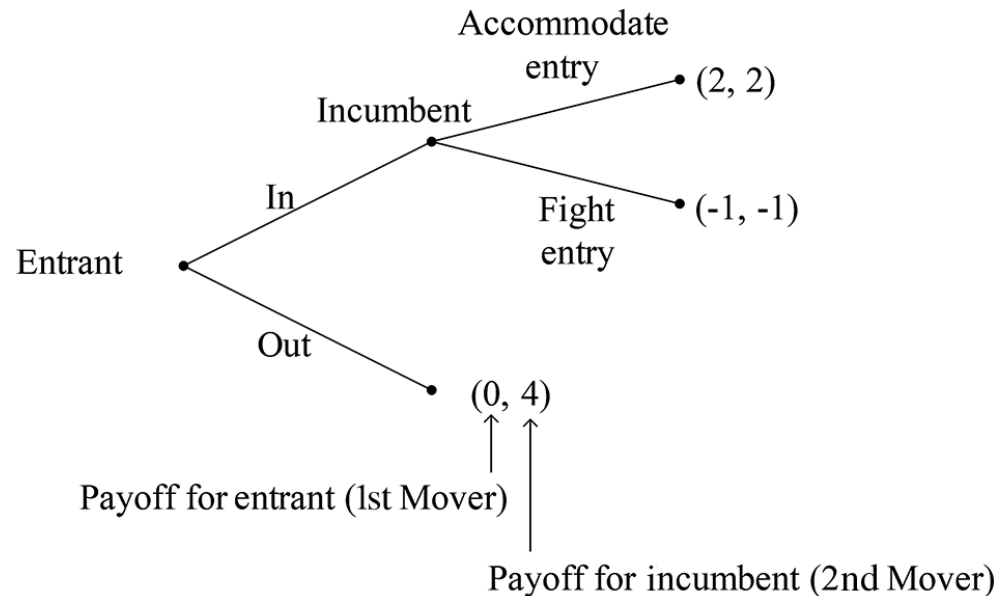 Accommodate
entry
(2, 2)
Incumbent
In
Fight
entry
(-1, -1)
Entrant
Out
(0, 4)
Payoff for entrant (1st Mover)
Payoff for incumbent (2nd Mover)